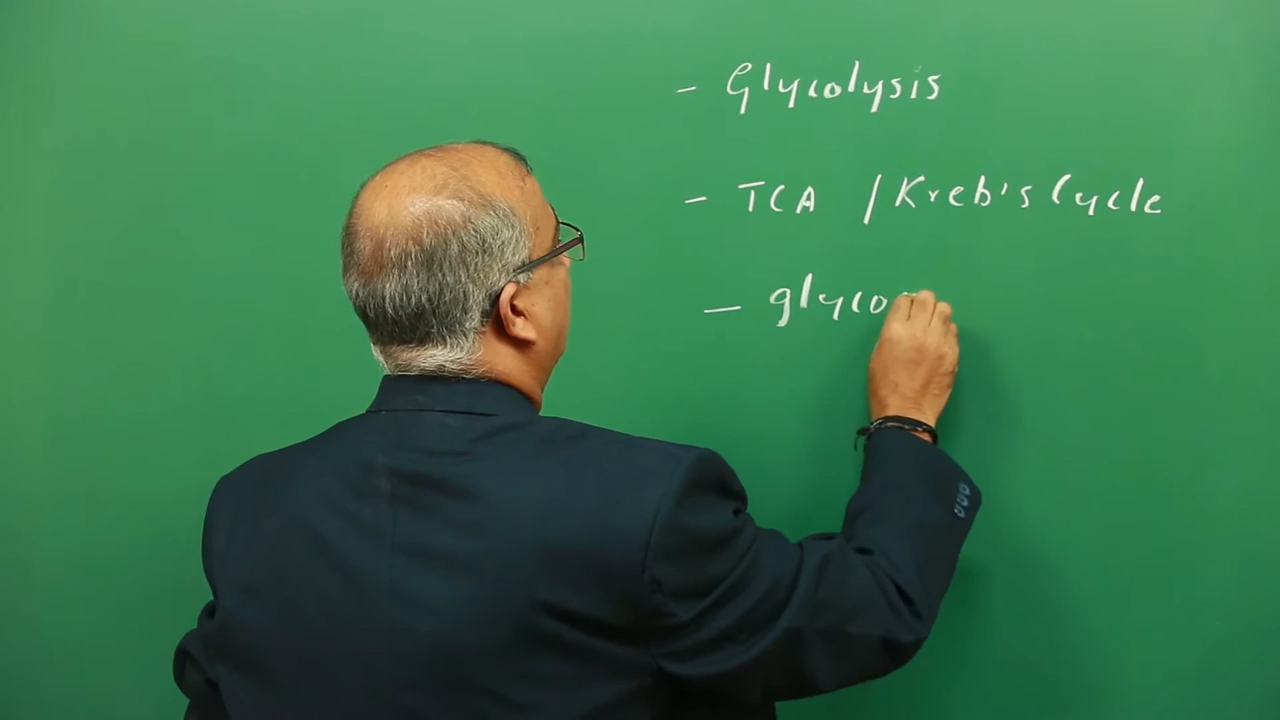 - Glycolysis
- TCA / Kreb's Cycle
- glyco